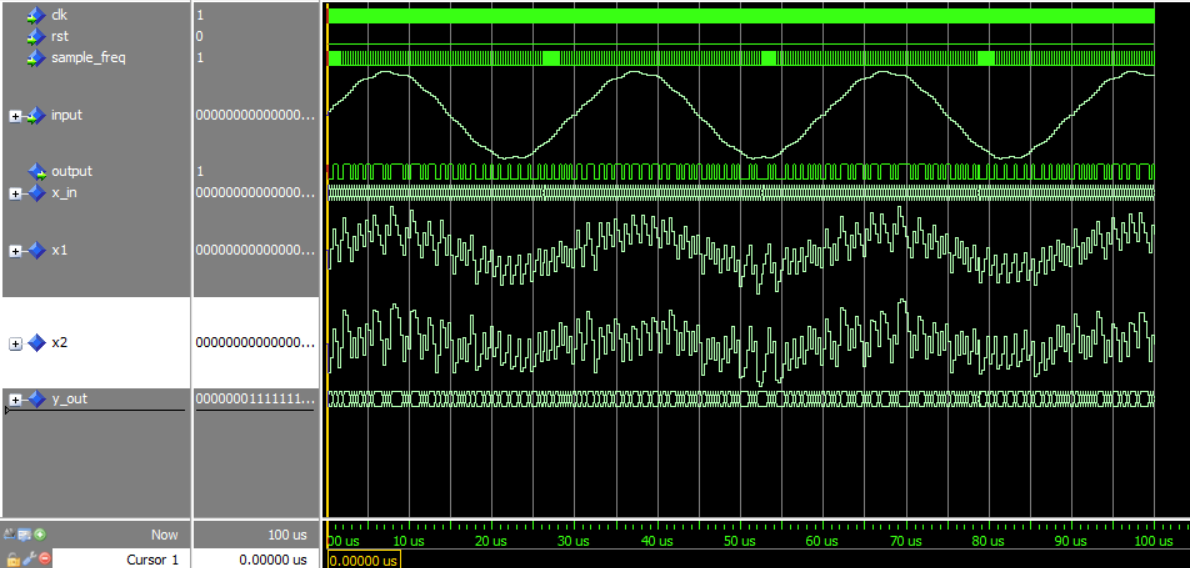 clk 1
rst 0
sample_freq 1
input 00000000000000...
output 1
x_in 00000000000000...
x1 00000000000000...
x2 00000000000000...
y_out 00000001111111...
Now 100 us 00 us 10 us 20 us 30 us 40 us 50 us 60 us 70 us 80 us 90 us 100 us
Cursor 1 0.00000 us 0.00000 us